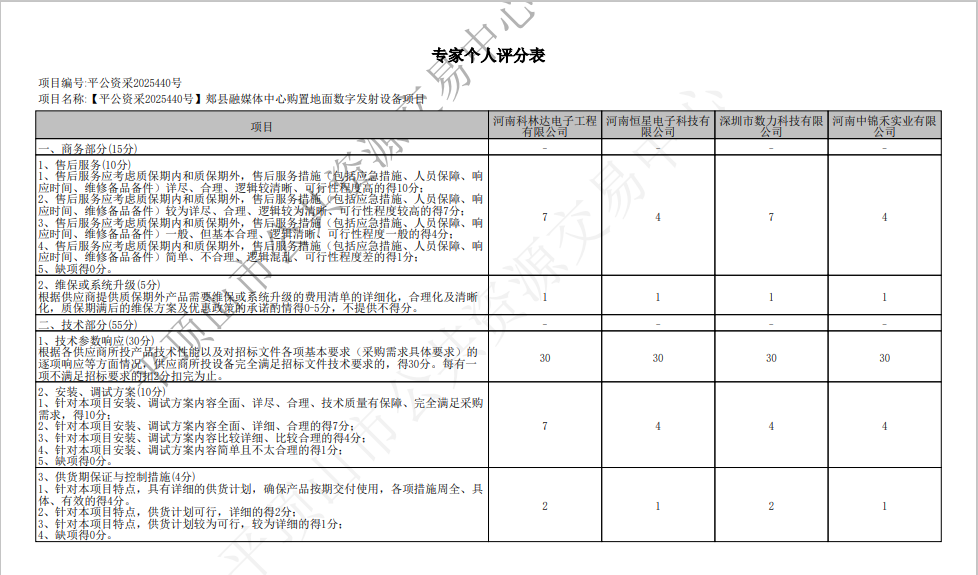 专家个人评分表
项目编号:平公资采2025440号
项目名称:【平公资采2025440号】郏县融媒体中心购置地面数字发射设备项目
项目 河南科林达电子工程 河南恒星电子科技有 深圳市数力科技有限 河南中锦禾实业有限
有限公司 限公司 公司 公司
一、商务部分(15分) - - - -
1、售后服务(10分)
1、售后服务应考虑质保期内和质保期外，售后服务措施（包括应急措施、人员保障、响
应时间、维修备品备件）详尽、合理、逻辑较清晰、可行性程度高的得10分；
2、售后服务应考虑质保期内和质保期外，售后服务措施（包括应急措施、人员保障、响
应时间、维修备品备件）较为详尽、合理、逻辑较为清晰、可行性程度较高的得7分；
3、售后服务应考虑质保期内和质保期外，售后服务措施（包括应急措施、人员保障、响
应时间、维修备品备件）一般、但基本合理、逻辑清晰、可行性程度一般的得4分；
4、售后服务应考虑质保期内和质保期外，售后服务措施（包括应急措施、人员保障、响
应时间、维修备品备件）简单、不合理、逻辑混乱、可行性程度差的得1分；
5、缺项得0分。
7 4 7 4
2、维保或系统升级(5分)
根据供应商提供质保期外产品需要维保或系统升级的费用清单的详细化，合理化及清晰
化，质保期满后的维保方案及优惠政策的承诺酌情得0-5分，不提供不得分。
1 1 1 1
二、技术部分(55分) - - - -
1、技术参数响应(30分)
根据各供应商所投产品技术性能以及对招标文件各项基本要求（采购需求具体要求）的
逐项响应等方面情况，供应商所投设备完全满足招标文件技术要求的，得30分。每有一
项不满足招标要求的扣2分扣完为止。
30 30 30 30
2、安装、调试方案(10分)
1、针对本项目安装、调试方案内容全面、详尽、合理、技术质量有保障、完全满足采购
需求，得10分；
2、针对本项目安装、调试方案内容全面、详细、合理的得7分；
3、针对本项目安装、调试方案内容比较详细、比较合理的得4分；
4、针对本项目安装、调试方案内容简单且不太合理的得1分；
5、缺项得0分。
7 4 4 4
3、供货期保证与控制措施(4分)
1、针对本项目特点，具有详细的供货计划，确保产品按期交付使用，各项措施周全、具
体、有效的得4分。
2、针对本项目特点，供货计划可行，详细的得2分；
3、针对本项目特点，供货计划较为可行，较为详细的得1分；
4、缺项得0分。
2 1 2 1
平顶山市公共资源交易中心
平顶山市公共资源交易中心